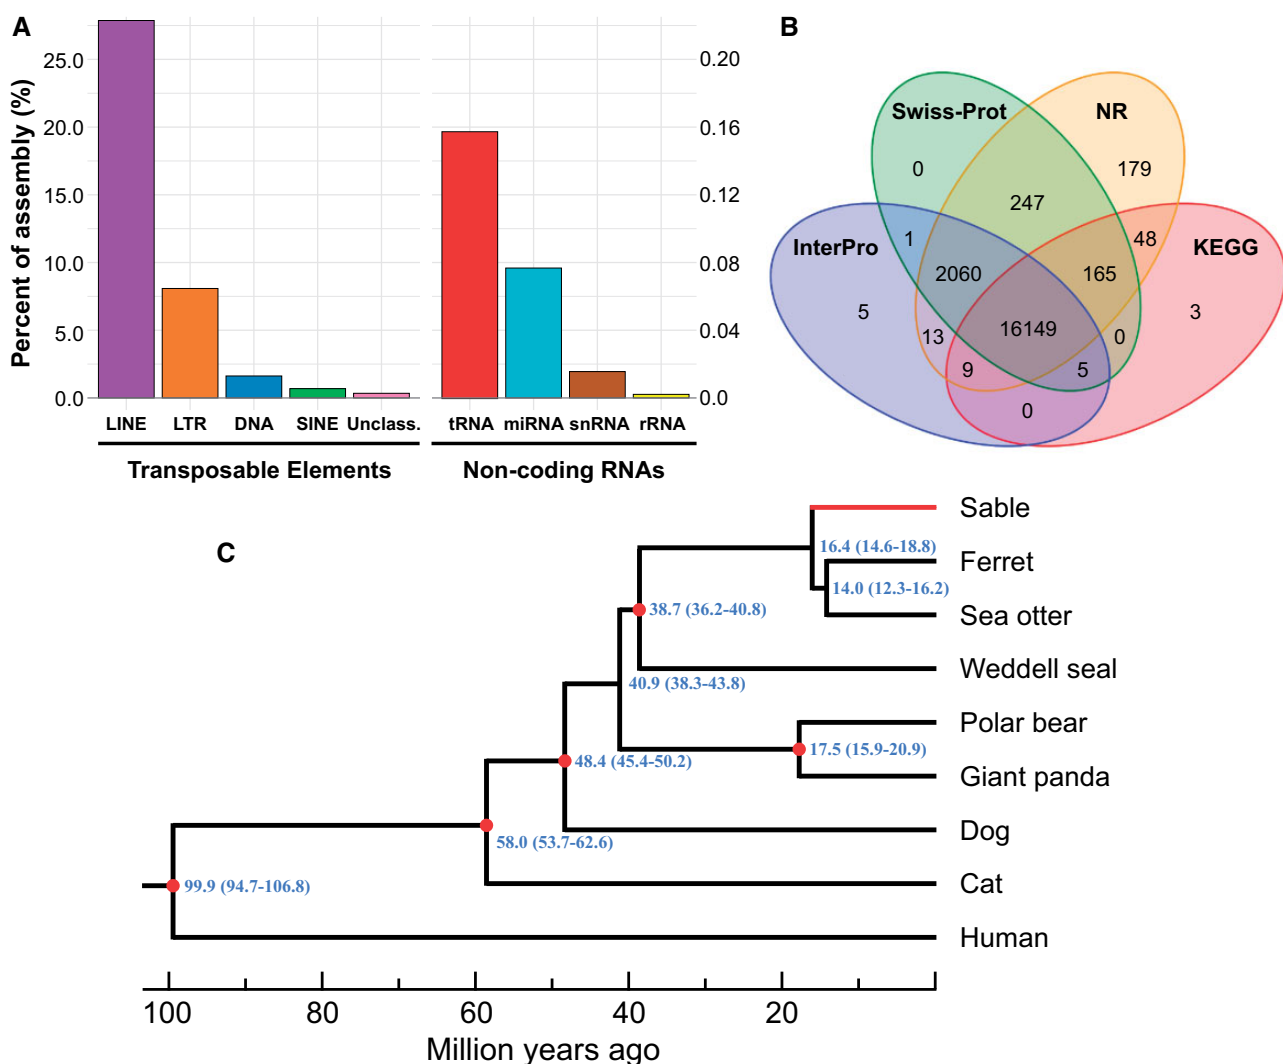 A
B
Percent of assembly (%)
25.0
20.0
15.0
10.0
5.0
0.0
0.20
0.16
0.12
0.08
0.04
0.0
LINE LTR DNA SINE Unclass.
tRNA miRNA snRNA rRNA
Transposable Elements
Non-coding RNAs
Swiss-Prot
NR
InterPro
KEGG
0
179
247
1
48
2060
165
5
3
13
16149
0
9
5
0
C
Sable
16.4 (14.6-18.8)
Ferret
14.0 (12.3-16.2)
38.7 (36.2-40.8)
Sea otter
Weddell seal
40.9 (38.3-43.8)
Polar bear
17.5 (15.9-20.9)
48.4 (45.4-50.2)
Giant panda
Dog
58.0 (53.7-62.6)
Cat
99.9 (94.7-106.8)
Human
100 80 60 40 20
Million years ago